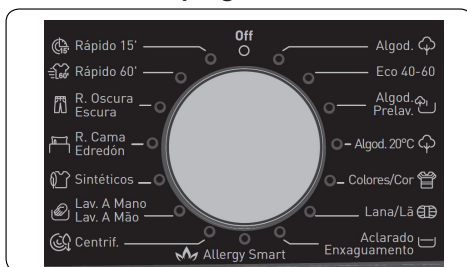 Off
Rápido 15'
Rápido 60'
R. Oscura
Escura
R. Cama
Edredón
Sintéticos
Lav. A Mano
Lav. A Mão
Centrif.
Allergy Smart
Algod.
Eco 40-60
Algod.
Prelav.
Algod. 20°C
Colores/Cor
Lana/Lã
Aclarado
Enxaguamento